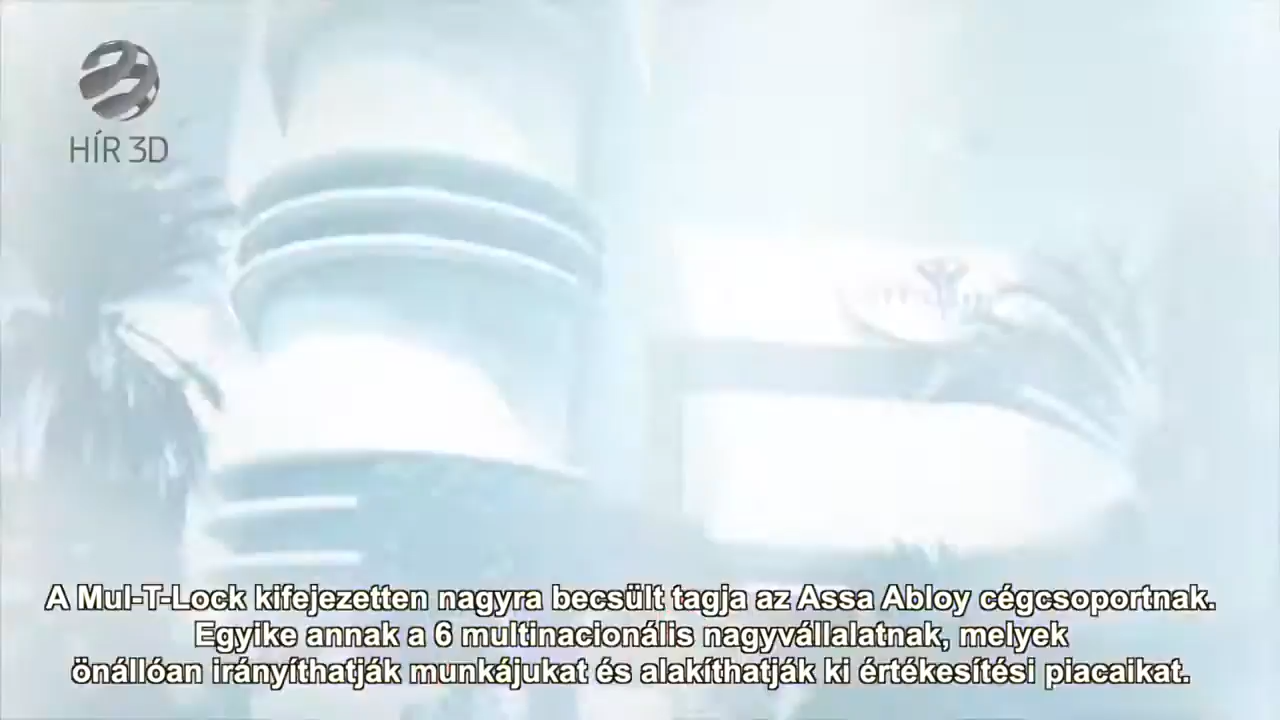 HÍR 3D
A Mul-T-Lock kifejezetten nagyra becsült tagja az Assa Abloy cégcsoportnak.
Egyike annak a 6 multinacionális nagyvállalatnak, melyek
önállóan irányíthatják munkájukat és alakíthatják ki értékesítési piacaikat.